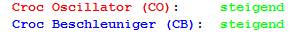 Croc Oscillator (CO): steigend
Croc Beschleuniger (CB): steigend